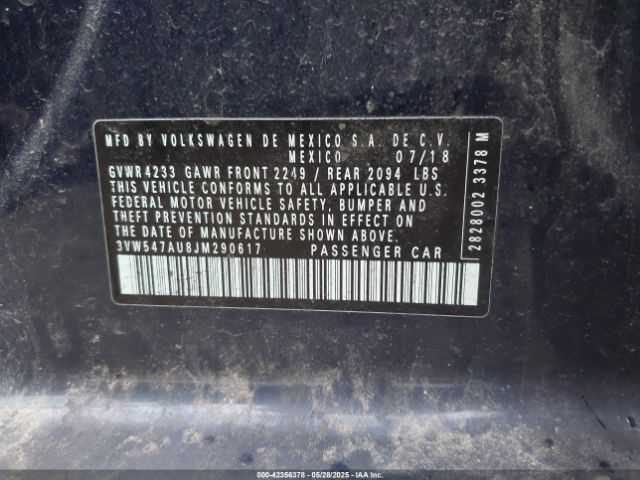 MFD BY VOLKSWAGEN DE MEXICO S.A. DE C.V.
MEXICO 07/18
GVWR4233 GAWR FRONT 2249 / REAR 2094 LBS
THIS VEHICLE CONFORMS TO ALL APPLICABLE U.S.
FEDERAL MOTOR VEHICLE SAFETY, BUMPER AND
THEFT PREVENTION STANDARDS IN EFFECT ON
THE DATE OF MANUFACTURE SHOWN ABOVE.
3VW547AU8JM290617 PASSENGER CAR
2828002 3378 M
000-42356378 - 05/28/2025 - IAA, Inc.